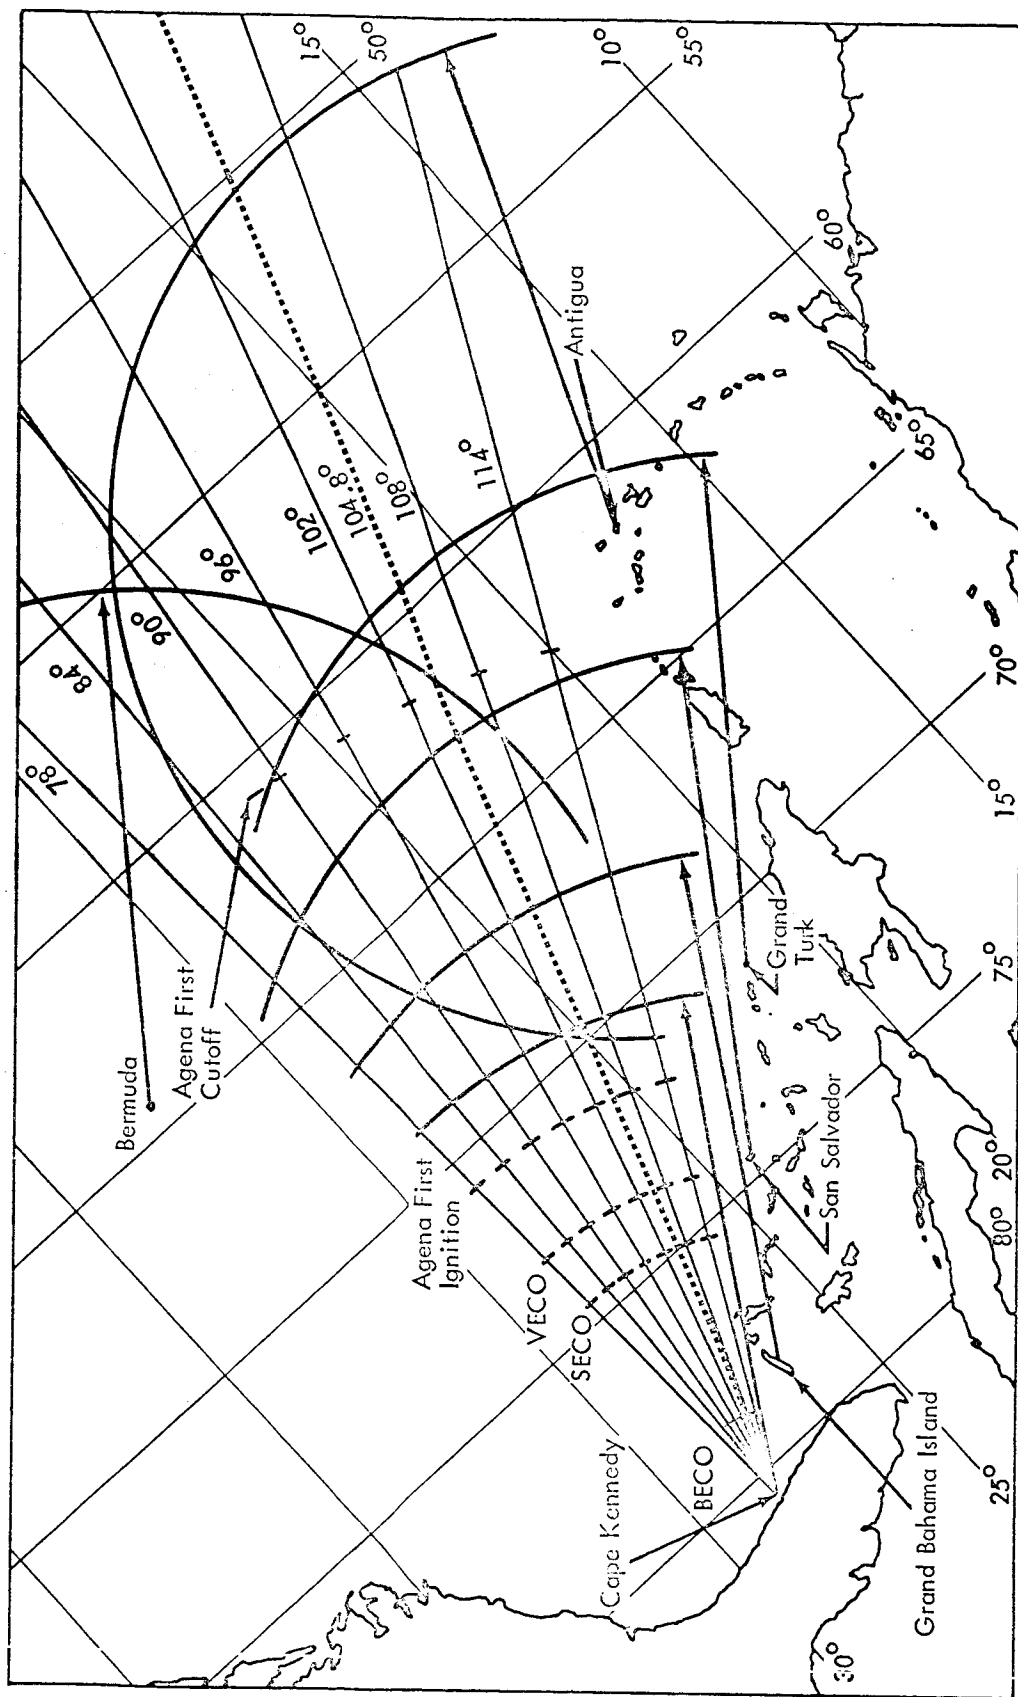 Bermuda
Agena First
Cutoff
Agena First
Ignition
VECO
SECO
BECO
Cape Kennedy
Grand Bahama Island
San Salvador
Grand
Turk
Antigua
78°
84°
90°
96°
102°
104.8°
108°
114°
15°
50°
10°
55°
60°
65°
70°
15°
75°
20°
80°
25°
30°